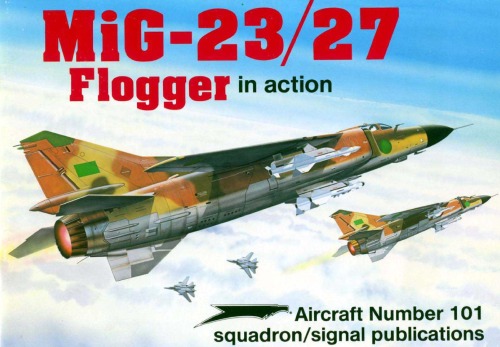 MiG-23/27
Flogger in action
Aircraft Number 101
squadron/signal publications